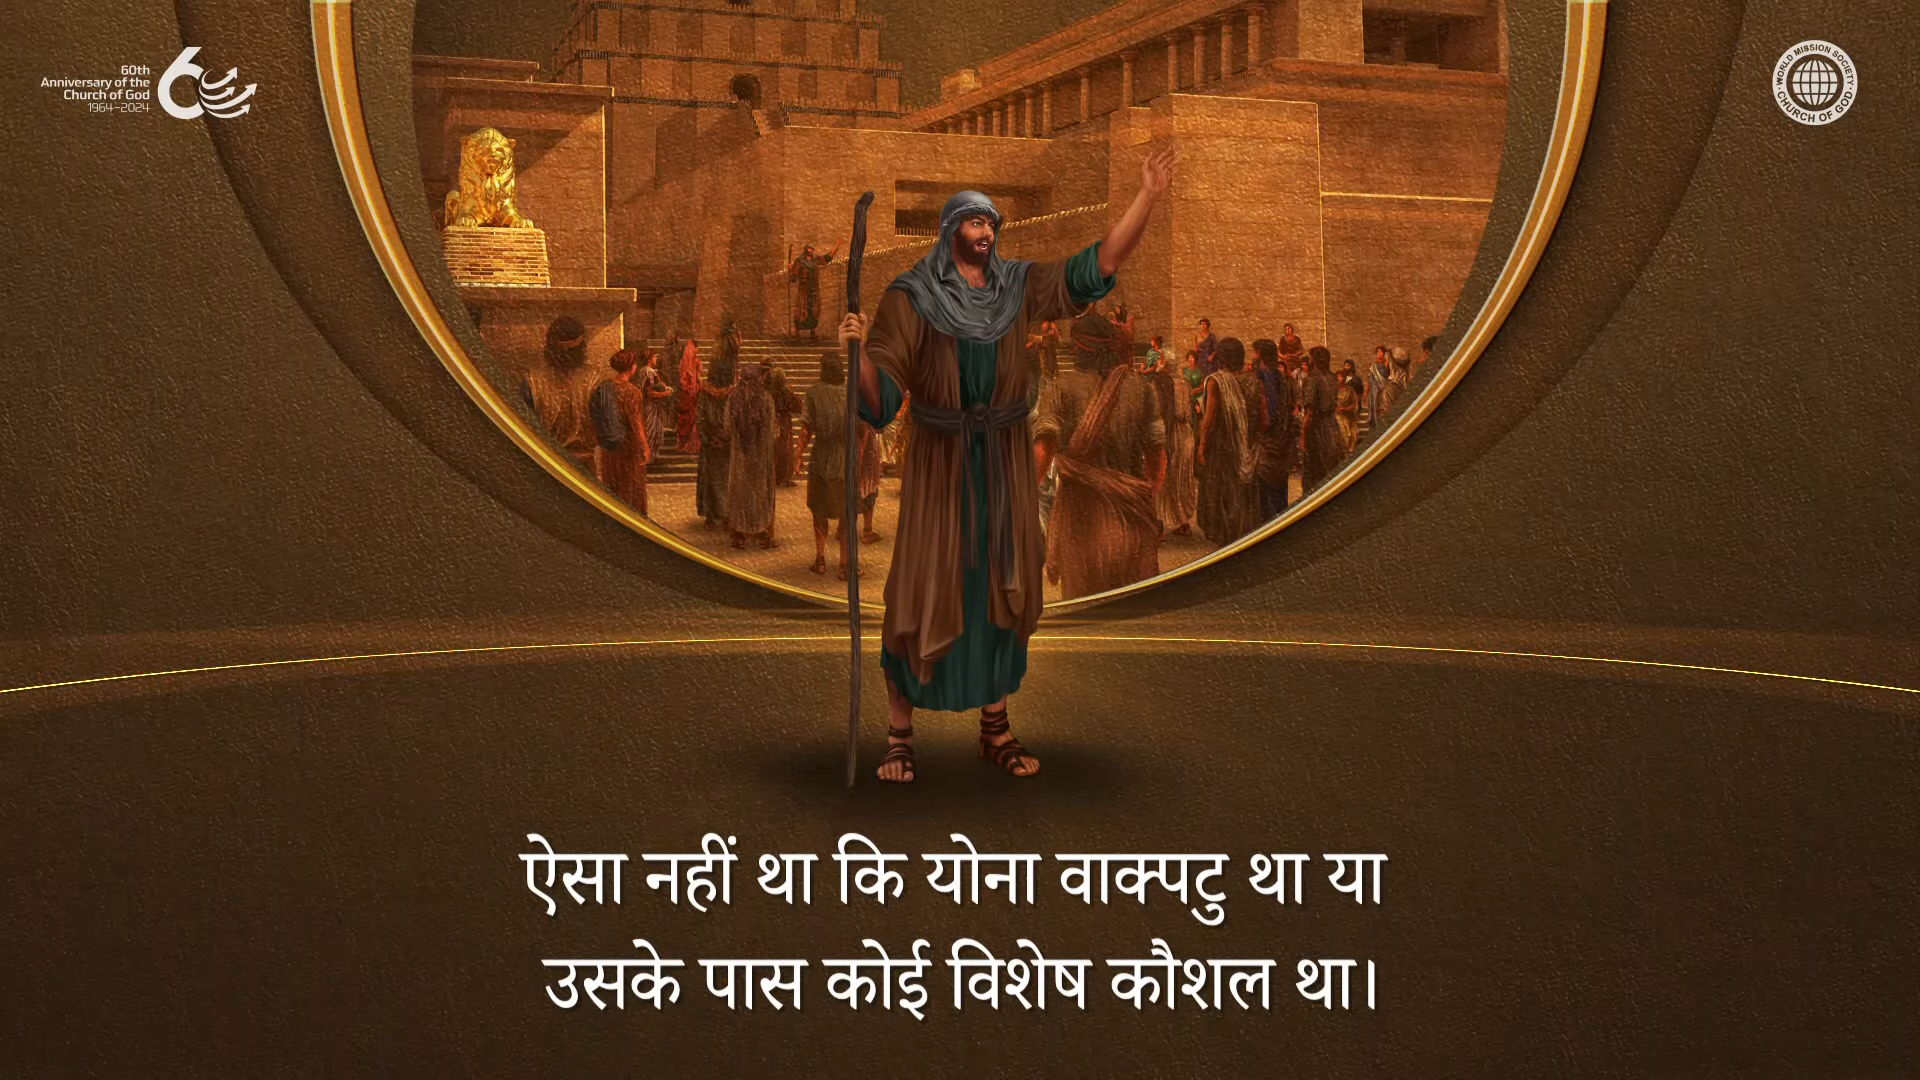 60th
Anniversary of the
Church of God
1964–2024
WORLD MISSION SOCIETY
CHURCH OF GOD
ऐसा नहीं था कि योना वाक्पटु था या
उसके पास कोई विशेष कौशल था।